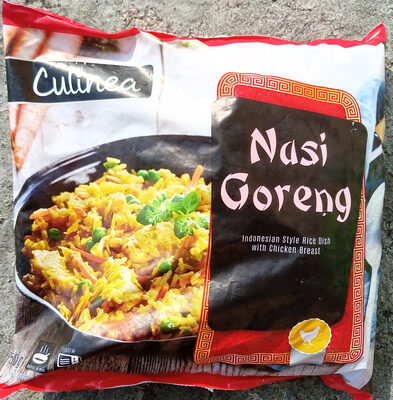 Culinea
Nasi
Goreng
Indonesian Style Rice Dish
with Chicken Breast